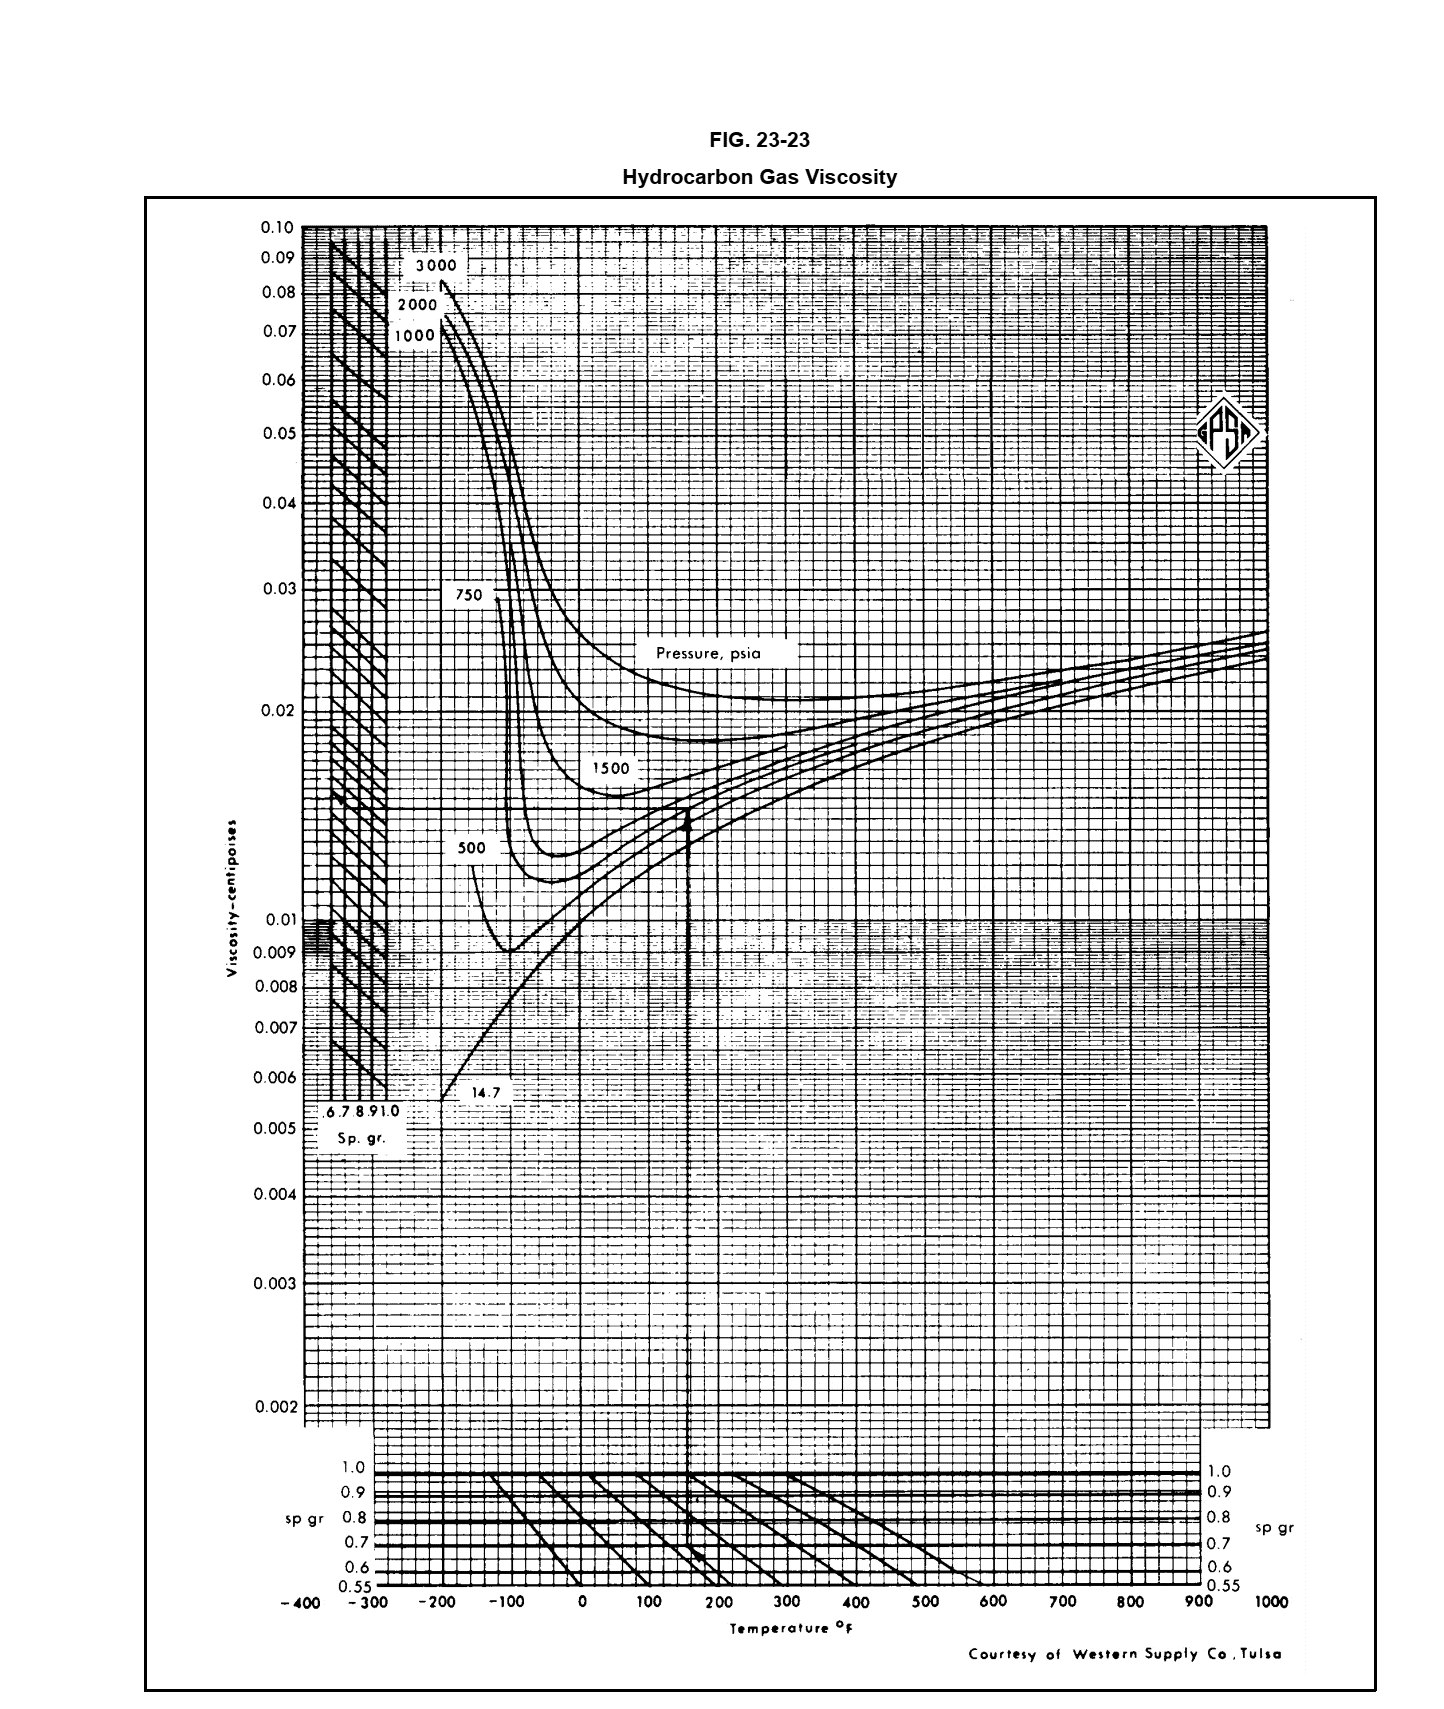 FIG. 23-23
Hydrocarbon Gas Viscosity
0.10
0.09
0.08
0.07
0.06
0.05
0.04
0.03
0.02
0.01
0.009
0.008
0.007
0.006
0.005
0.004
0.003
0.002
Viscosity-centipoises
3000
2000
1000
750
Pressure, psia
1500
500
14.7
.6 .7 .8 .9 1.0
Sp. gr.
GPSA
1.0
0.9
sp gr 0.8
0.7
0.6
0.55
1.0
0.9
0.8 sp gr
0.7
0.6
0.55
-400 -300 -200 -100 0 100 200 300 400 500 600 700 800 900 1000
Temperature °F
Courtesy of Western Supply Co., Tulsa